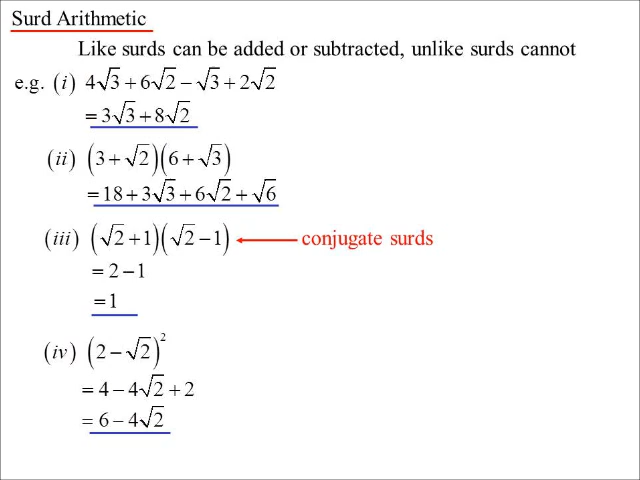 Surd Arithmetic
Like surds can be added or subtracted, unlike surds cannot
e.g. (i) 4√3 + 6√2 − √3 + 2√2
= 3√3 + 8√2
(ii) (3 + √2)(6 + √3)
= 18 + 3√3 + 6√2 + √6
(iii) (√2 + 1)(√2 − 1) conjugate surds
= 2 − 1
= 1
(iv) (2 − √2)²
= 4 − 4√2 + 2
= 6 − 4√2